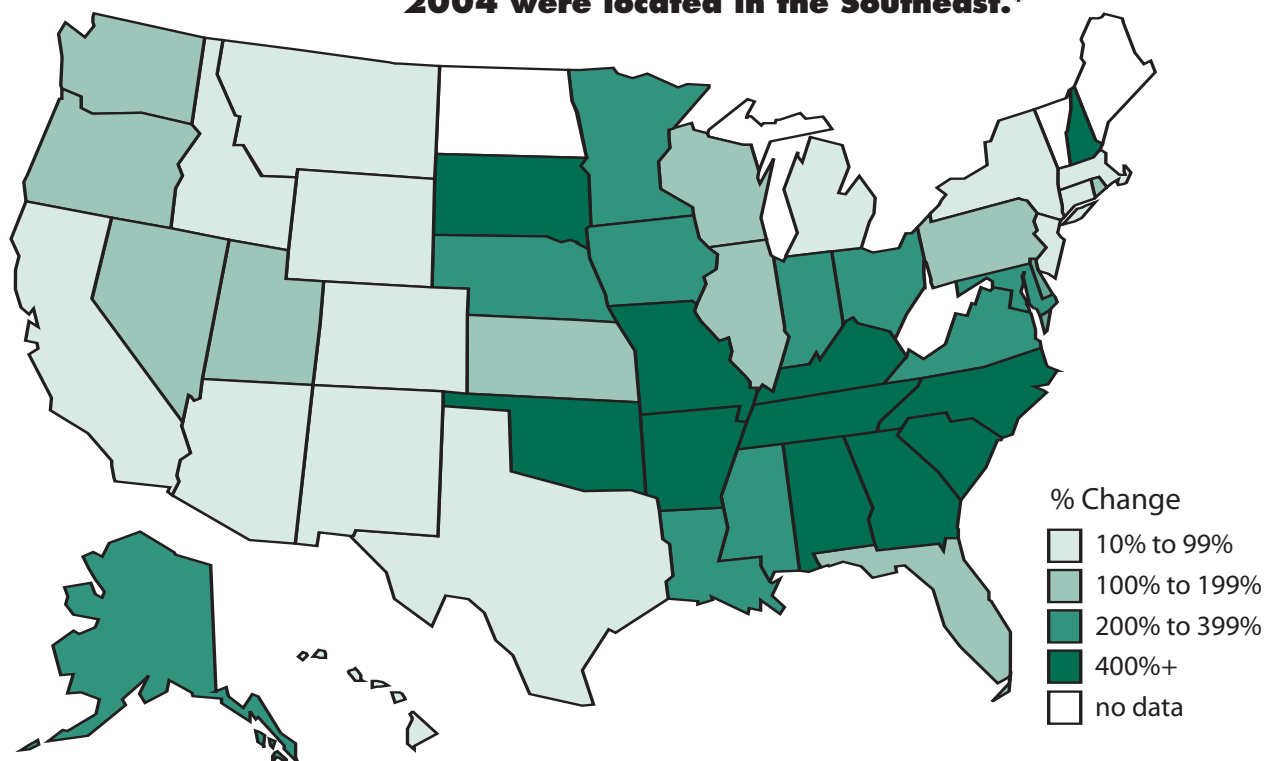 2004 were located in the Southeast.*
% Change
10% to 99%
100% to 199%
200% to 399%
400%+
no data